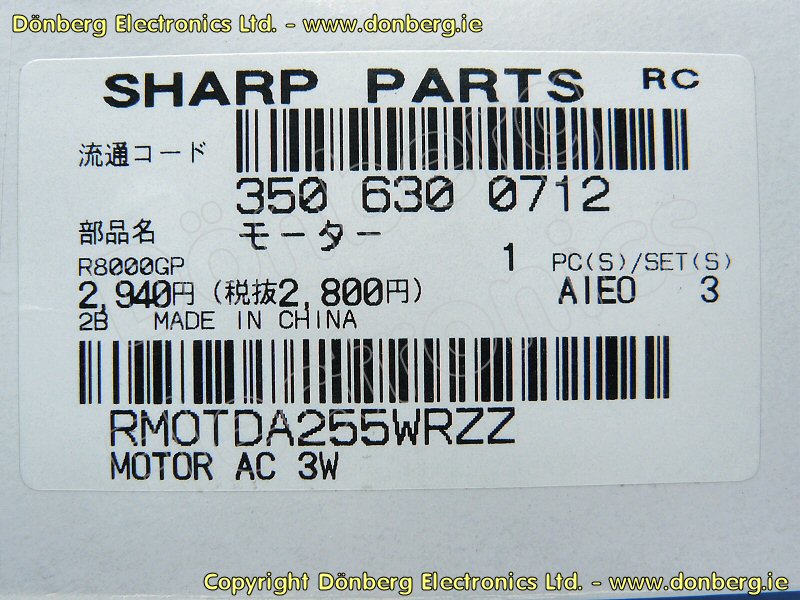 Dönberg Electronics Ltd. - www.donberg.ie
SHARP PARTS RC
流通コード
350 630 0712
部品名 モーター
R8000GP 1 PC(S)/SET(S)
2,940円 (税抜2,800円) AIEO 3
2B MADE IN CHINA
RMOTDA255WRZZ
MOTOR AC 3W
Dönberg Electronics
Copyright Dönberg Electronics Ltd. - www.donberg.ie